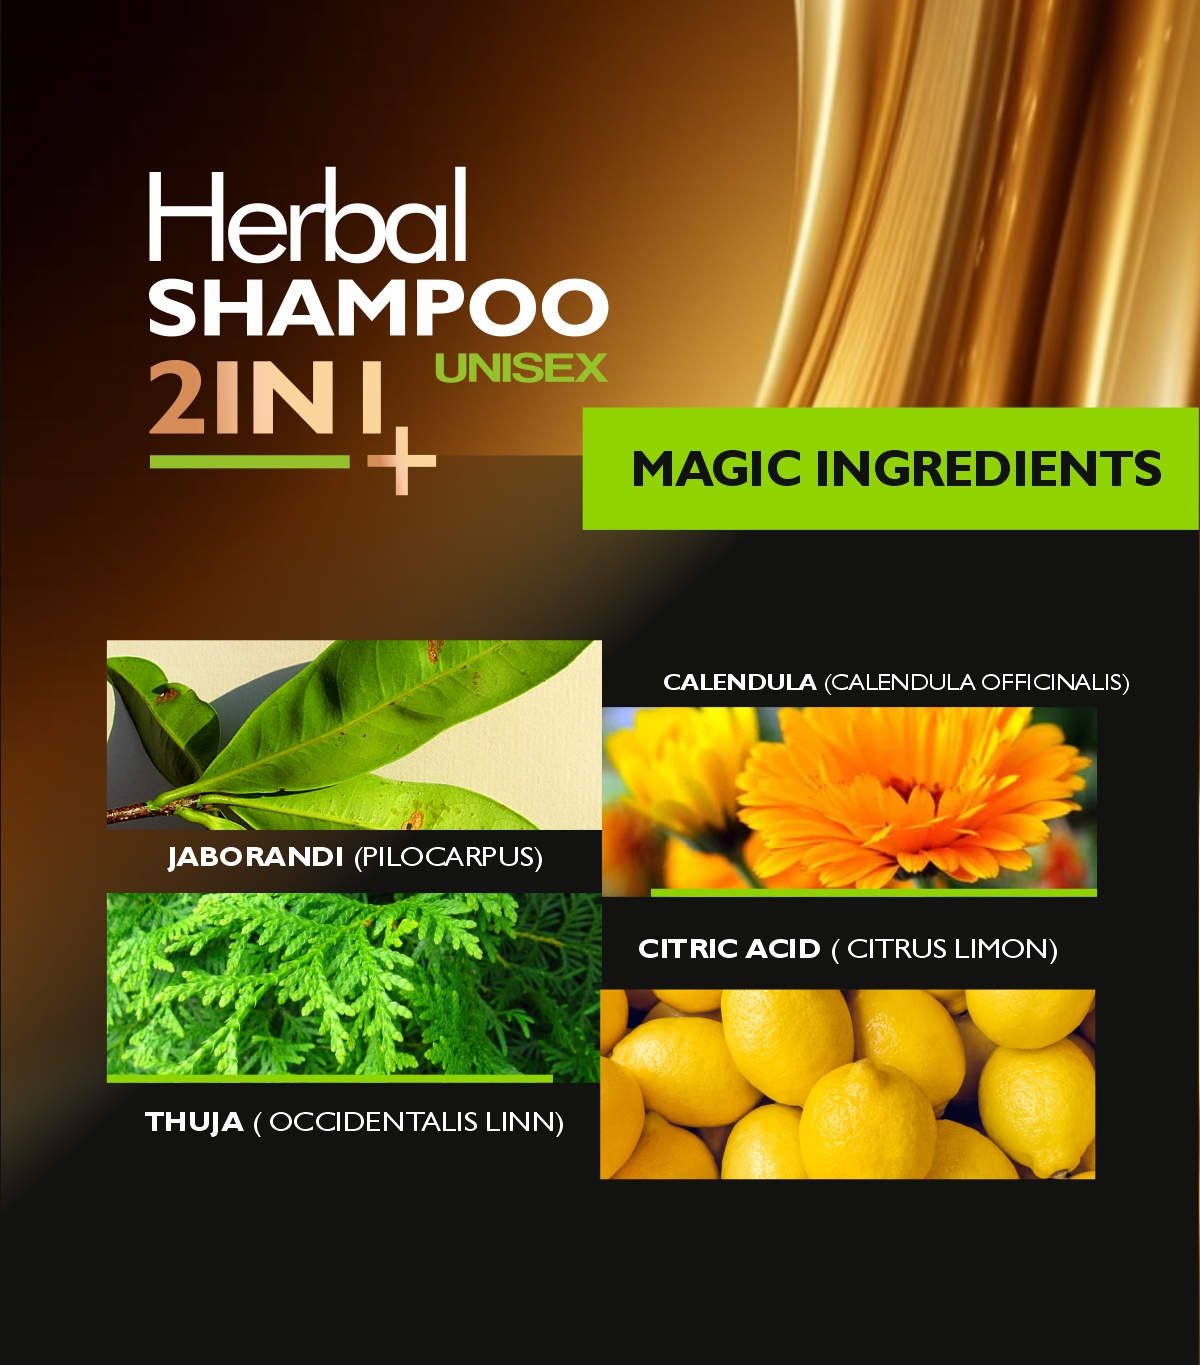 Herbal
SHAMPOO
UNISEX
2IN1
+
MAGIC INGREDIENTS
CALENDULA (CALENDULA OFFICINALIS)
JABORANDI (PILOCARPUS)
CITRIC ACID ( CITRUS LIMON)
THUJA ( OCCIDENTALIS LINN)